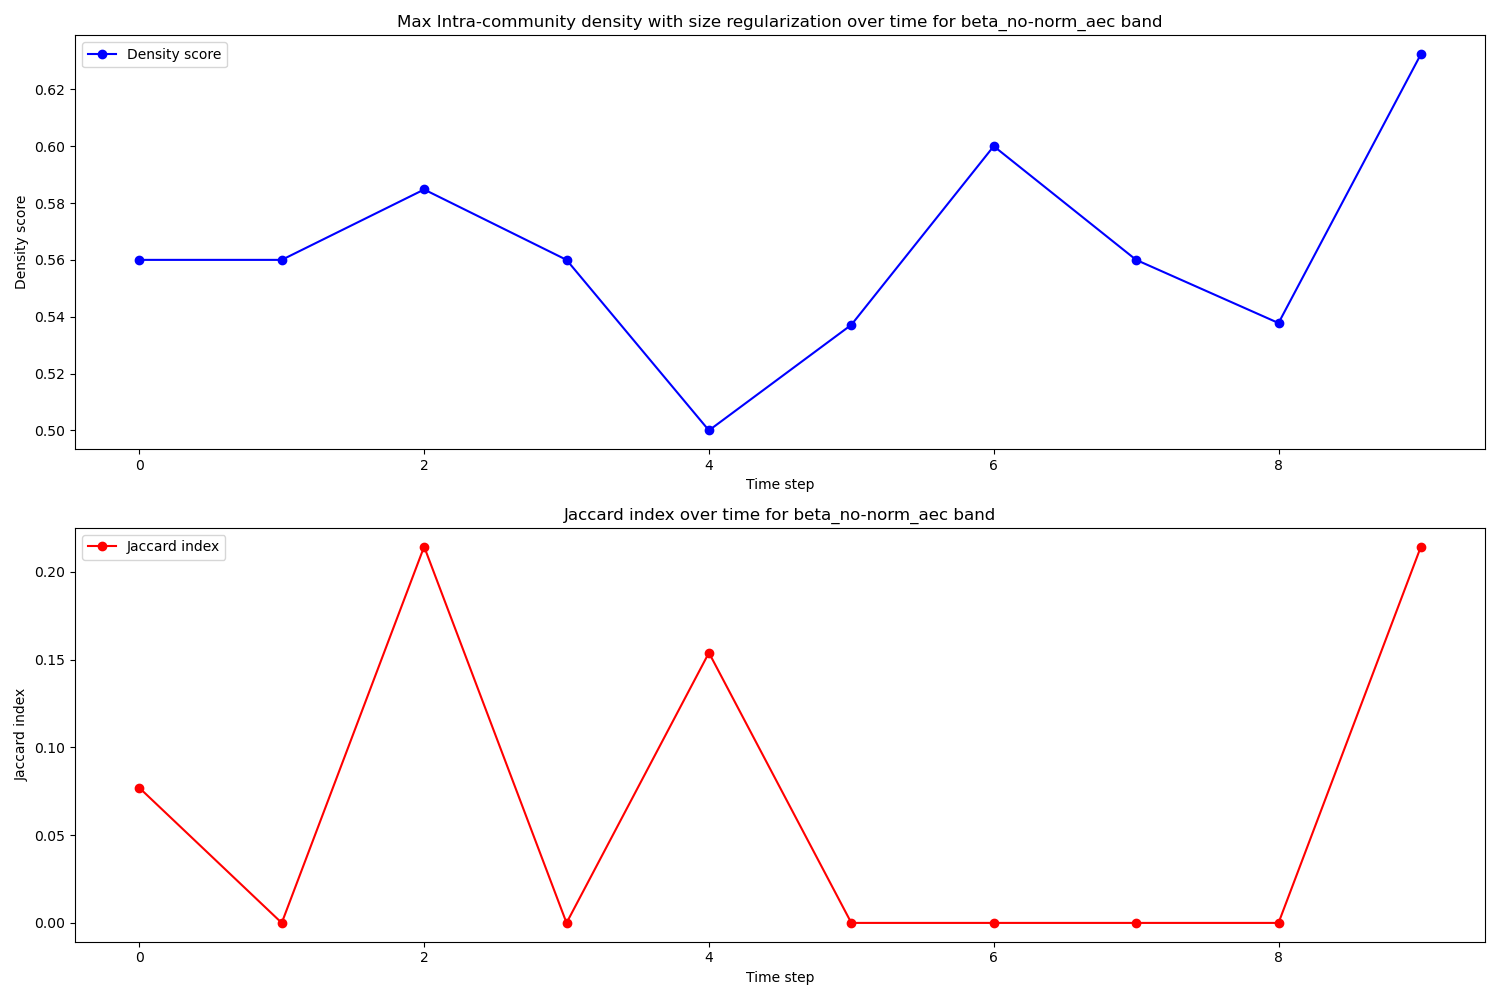 Max Intra-community density with size regularization over time for beta_no-norm_aec band
Density score
0.62
0.60
0.58
0.56
0.54
0.52
0.50
Density score
0 2 4 6 8
Time step
Jaccard index over time for beta_no-norm_aec band
Jaccard index
0.20
0.15
0.10
0.05
0.00
Jaccard index
0 2 4 6 8
Time step